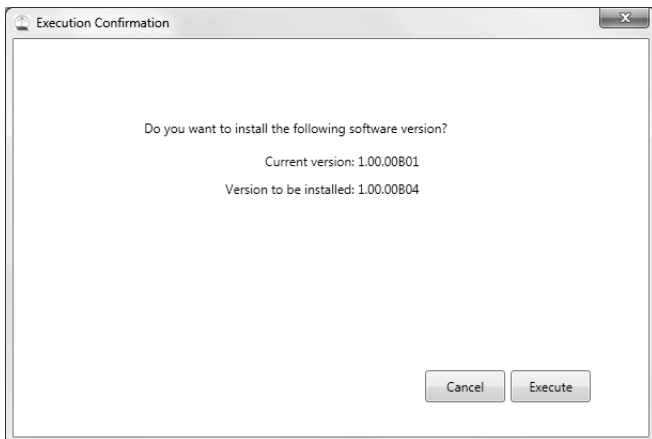 Execution Confirmation
X
Do you want to install the following software version?
Current version: 1.00.00B01
Version to be installed: 1.00.00B04
Cancel Execute